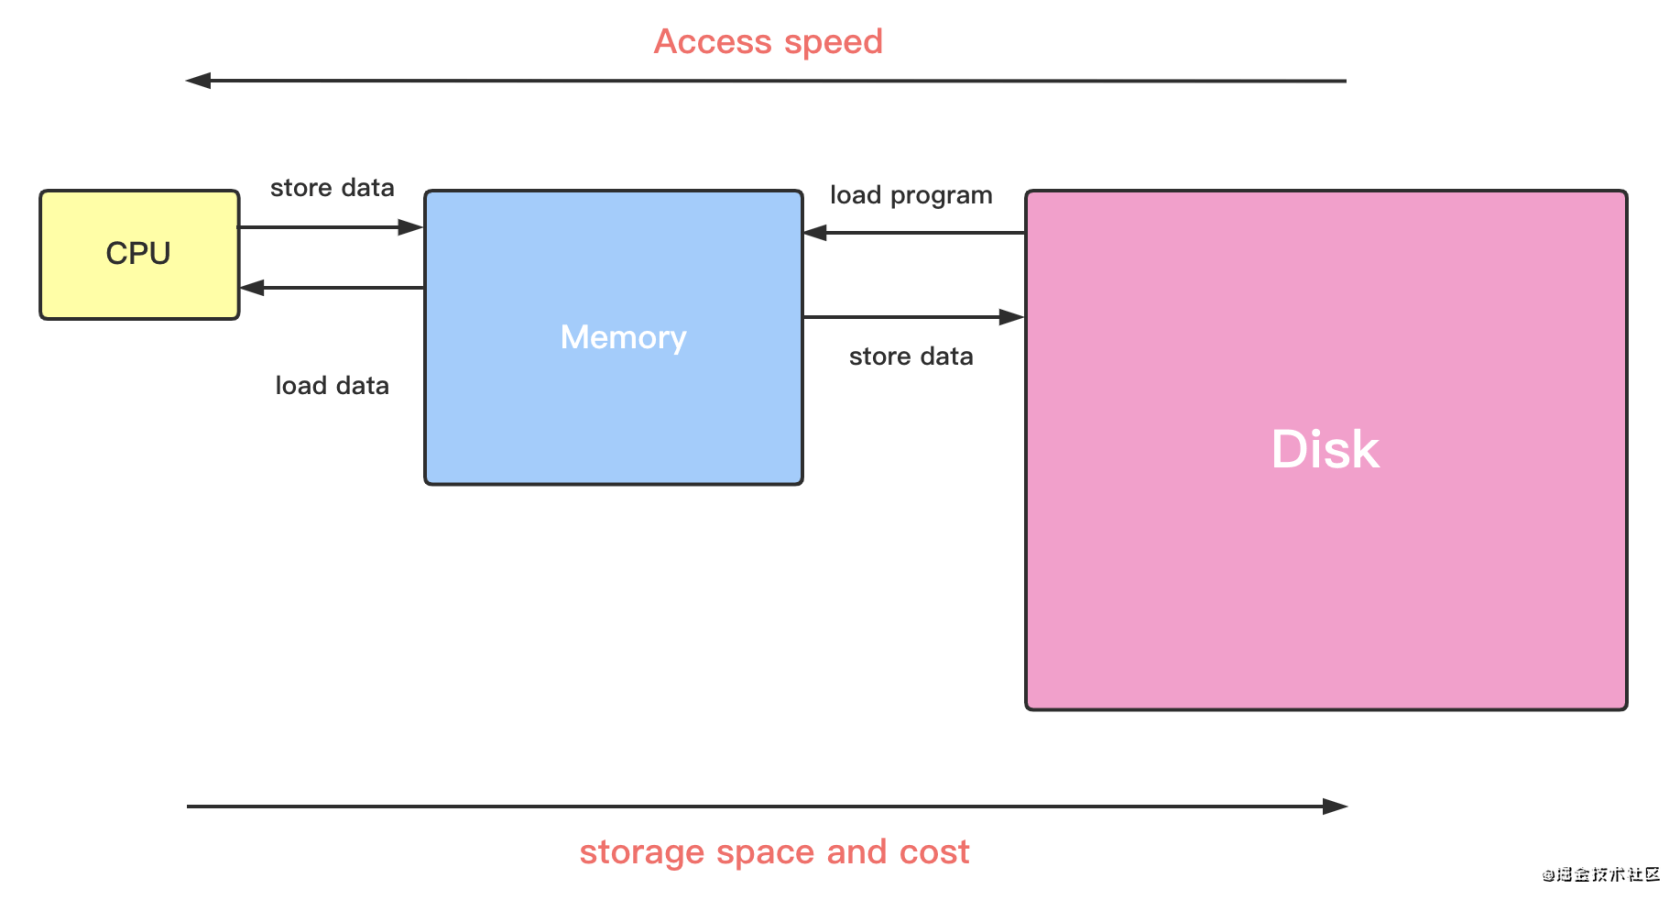 Access speed
store data
load program
CPU
Memory
store data
load data
Disk
storage space and cost
@掘金技术社区